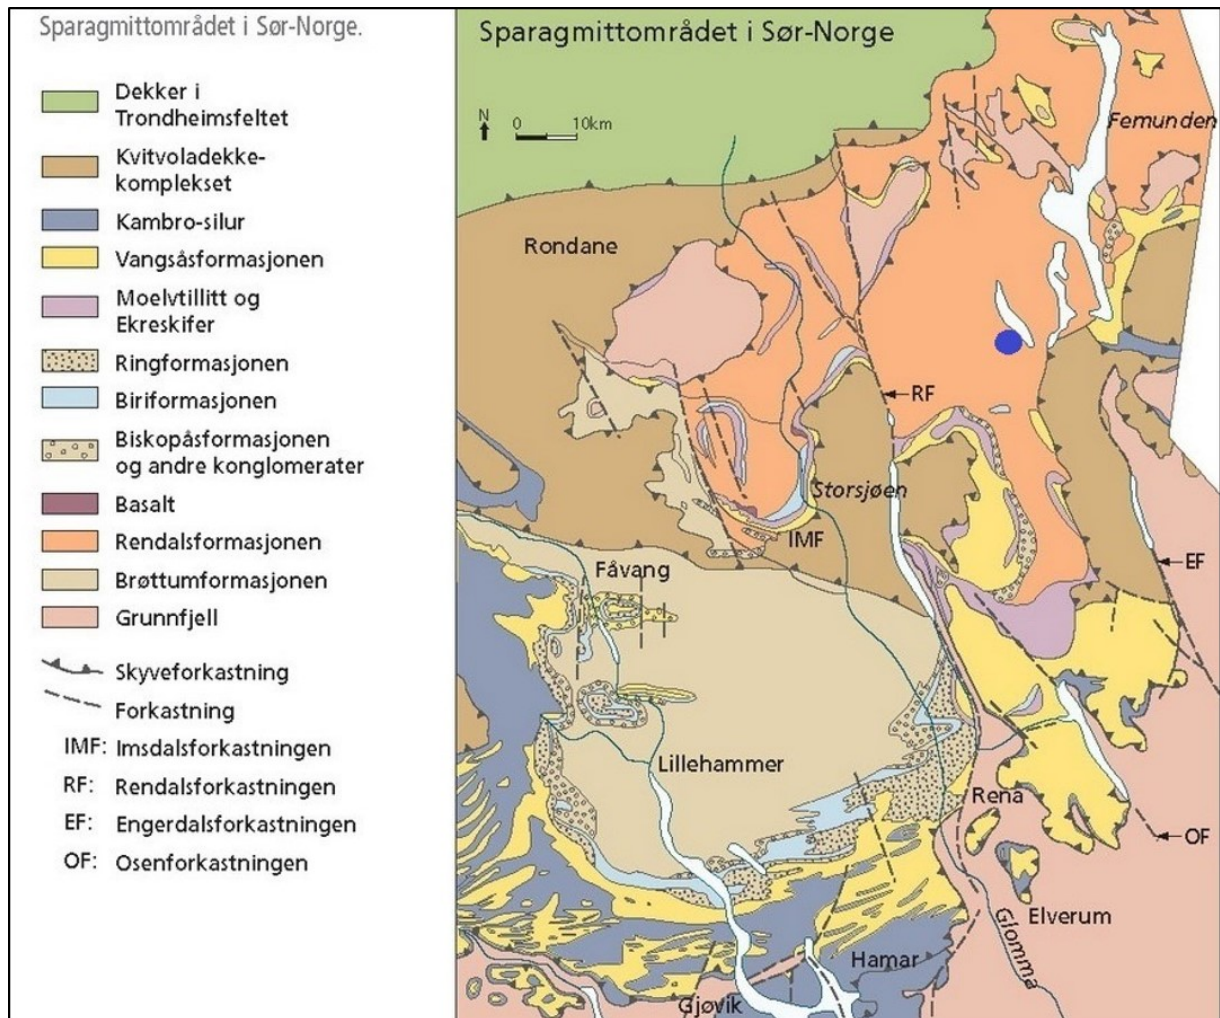 Sparagmittområdet i Sør-Norge.
Dekker i
Trondheimsfeltet
Kvitvoladekke-
komplekset
Kambro-silur
Vangsåsformasjonen
Moelvtillitt og
Ekreskifer
Ringformasjonen
Biriformasjonen
Biskopåsformasjonen
og andre konglomerater
Basalt
Rendalsformasjonen
Brøttumformasjonen
Grunnfjell
Skyveforkastning
Forkastning
IMF: Imsdalsforkastningen
RF: Rendalsforkastningen
EF: Engerdalsforkastningen
OF: Osenforkastningen
Sparagmittområdet i Sør-Norge
N
0 10km
Femunden
Rondane
RF
Storsjøen
IMF
EF
Fåvang
Lillehammer
Rena
OF
Elverum
Glomma
Hamar
Gjøvik